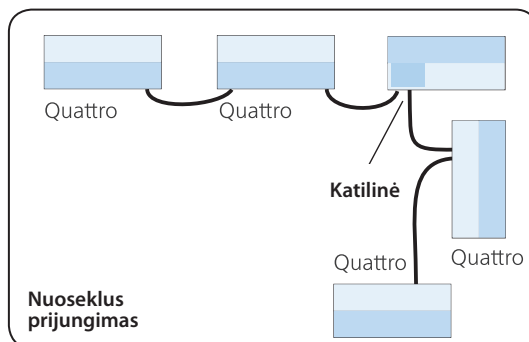 Quattro
Quattro
Katilinė
Quattro
Quattro
Nuoseklus
prijungimas